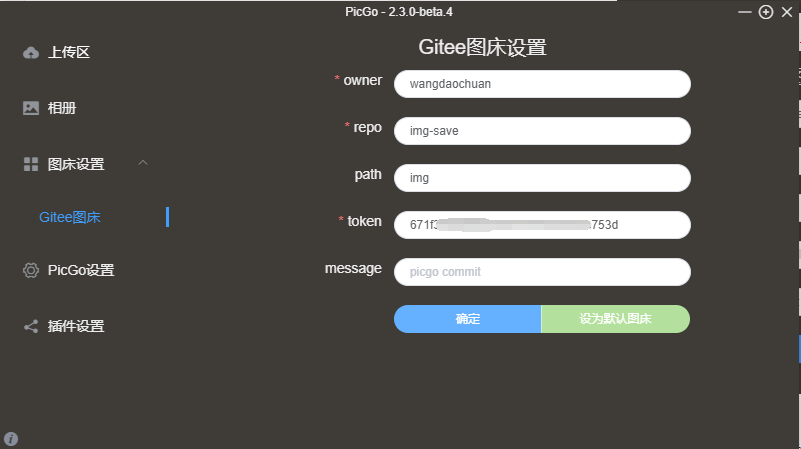 PicGo - 2.3.0-beta.4
上传区
相册
图床设置
Gitee图床
PicGo设置
插件设置
Gitee图床设置
* owner
wangdaochuan
* repo
img-save
path
img
* token
671f
753d
message
picgo commit
确定
设为默认图床